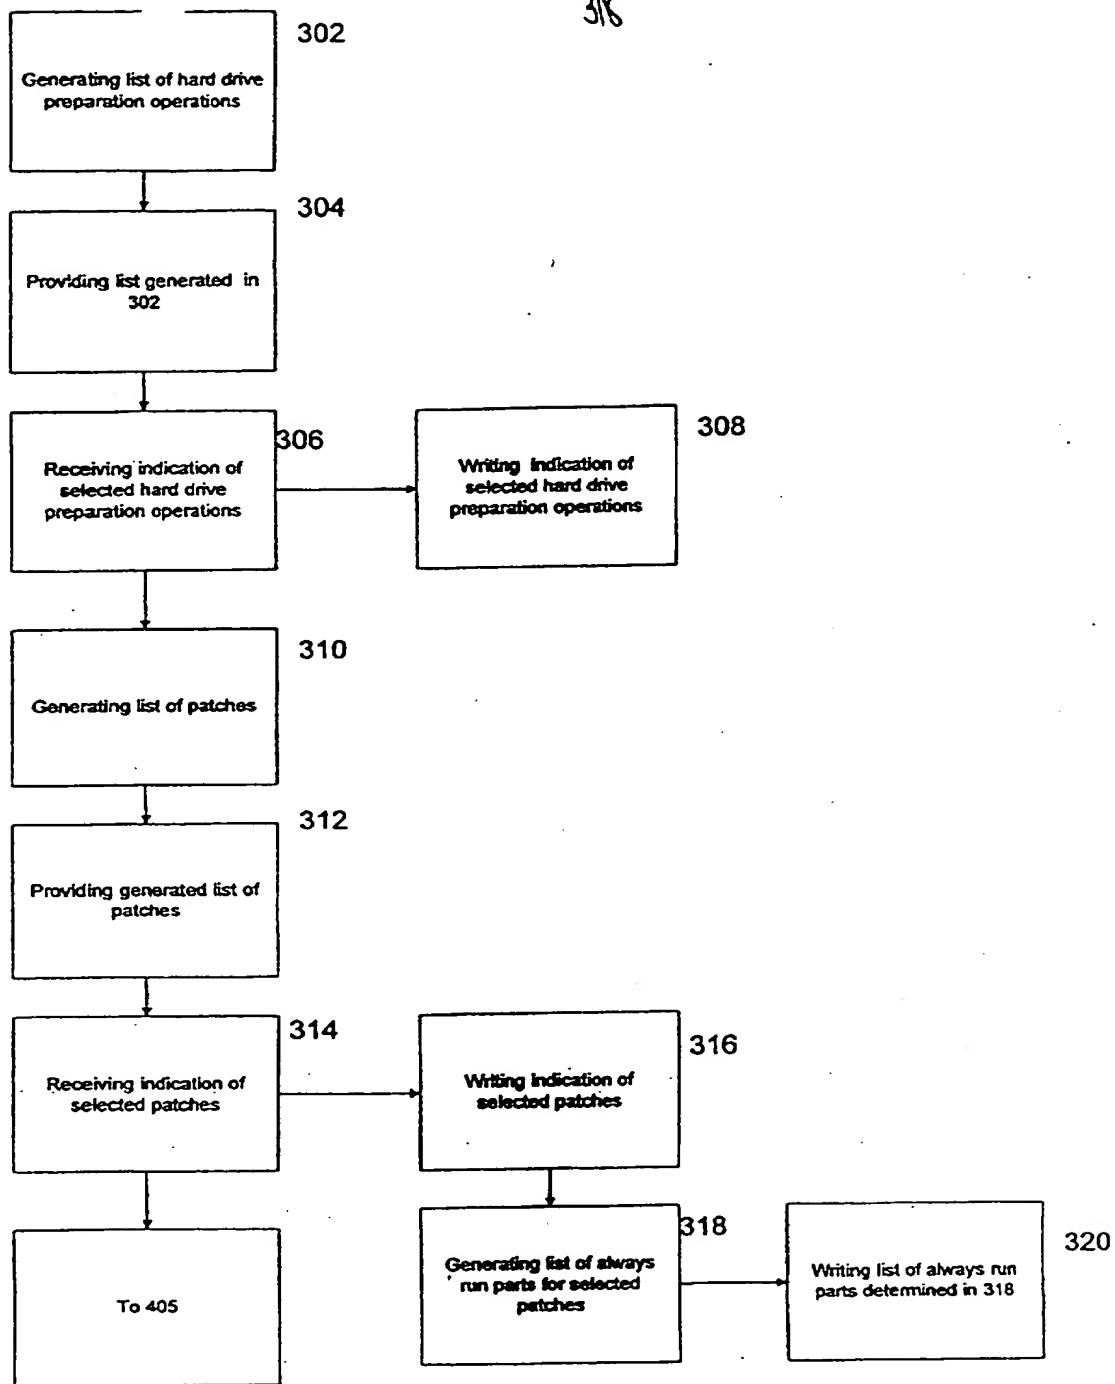 3/8
302
Generating list of hard drive
preparation operations
304
Providing list generated in
302
306
Receiving indication of
selected hard drive
preparation operations
308
Writing indication of
selected hard drive
preparation operations
310
Generating list of patches
312
Providing generated list of
patches
314
Receiving indication of
selected patches
316
Writing indication of
selected patches
318
Generating list of always
run parts for selected
patches
320
Writing list of always run
parts determined in 318
To 405